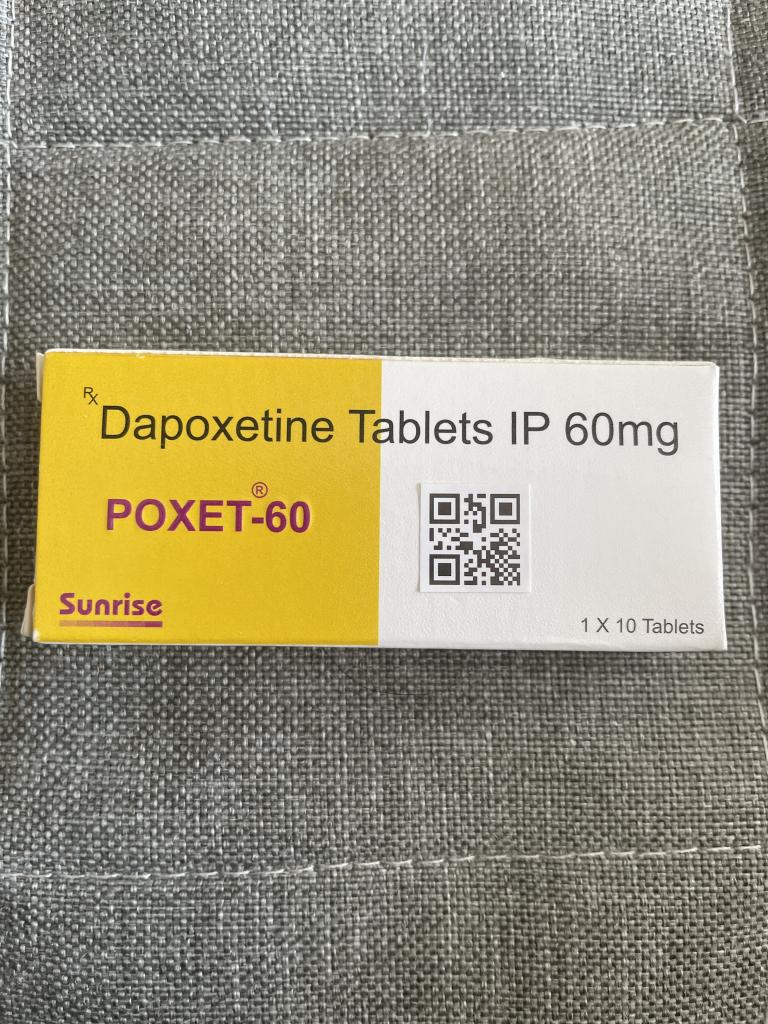 Rx Dapoxetine Tablets IP 60mg
POXET®-60
Sunrise
1 X 10 Tablets